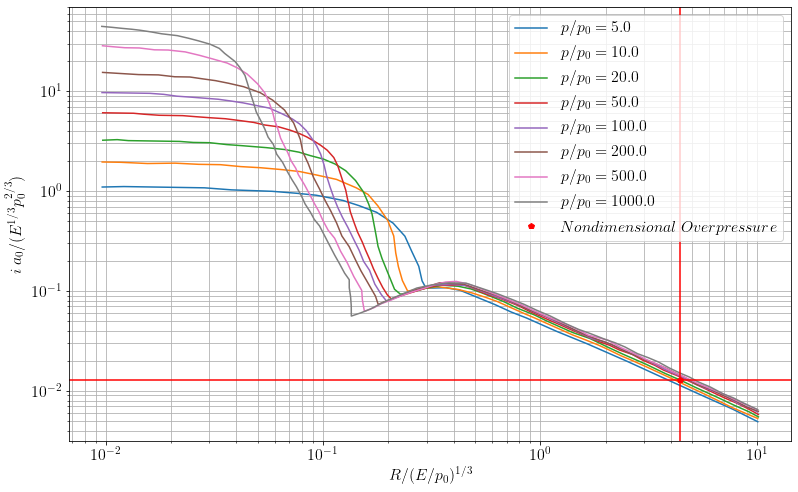 p/p₀ = 5.0
p/p₀ = 10.0
p/p₀ = 20.0
p/p₀ = 50.0
p/p₀ = 100.0
p/p₀ = 200.0
p/p₀ = 500.0
p/p₀ = 1000.0
Nondimensional Overpressure
i a₀/(E^{1/3}p₀^{2/3})
10¹
10⁰
10⁻¹
10⁻²
10⁻² 10⁻¹ 10⁰ 10¹
R/(E/p₀)^{1/3}